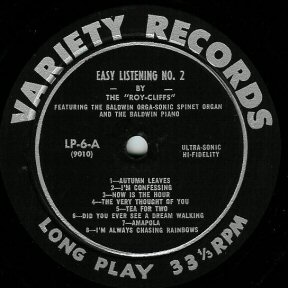 VARIETY RECORDS
EASY LISTENING NO. 2
BY
THE "ROY-CLIFFS"
FEATURING THE BALDWIN ORGA-SONIC SPINET ORGAN
AND THE BALDWIN PIANO
LP-6-A
(9010)
ULTRA-SONIC
HI-FIDELITY
1—AUTUMN LEAVES
2—I'M CONFESSING
3—NOW IS THE HOUR
4—THE VERY THOUGHT OF YOU
5—TEA FOR TWO
6—DID YOU EVER SEE A DREAM WALKING
7—AMAPOLA
8—I'M ALWAYS CHASING RAINBOWS
LONG PLAY 33 1/3 RPM